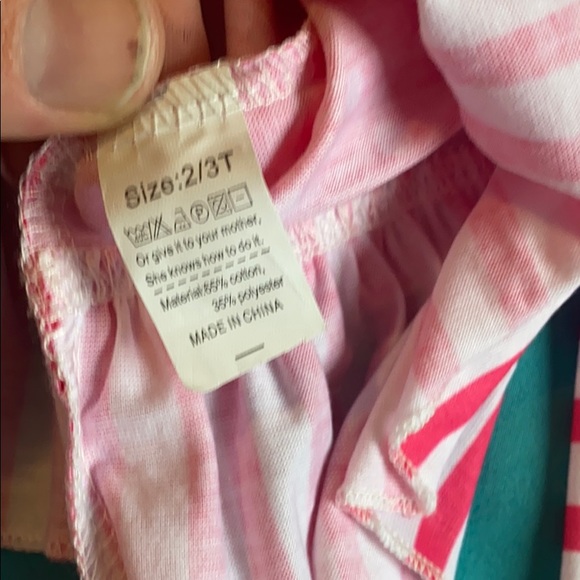 Size:2/3T
Or give it to your mother,
She knows how to do it.
Material:65% cotton,
35% polyester
MADE IN CHINA